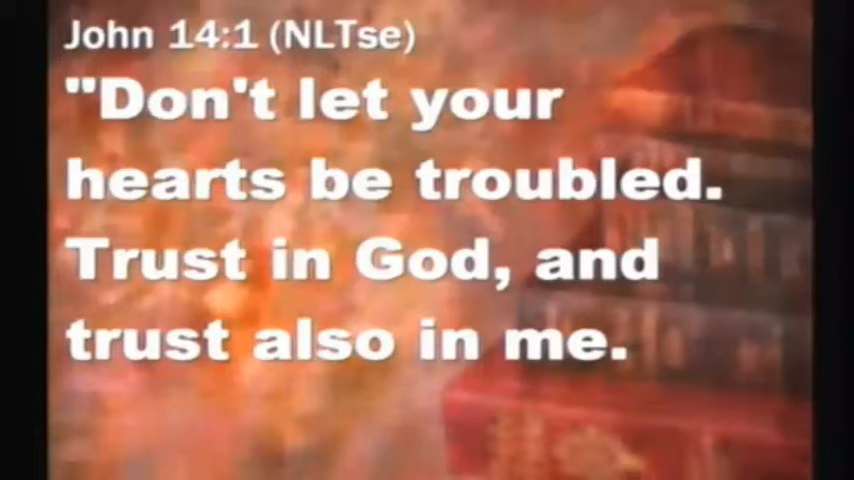 John 14:1 (NLTse)
"Don't let your
hearts be troubled.
Trust in God, and
trust also in me.